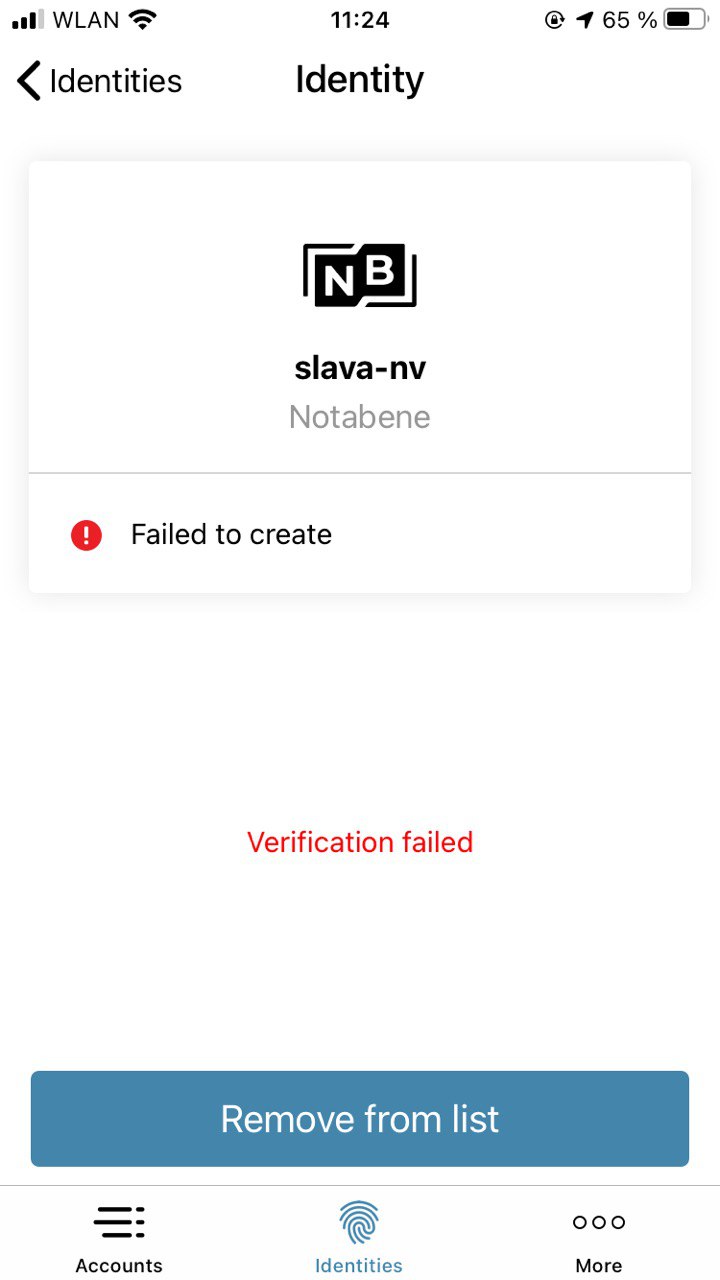 WLAN 11:24 65 %
Identities Identity
NB
slava-nv
Notabene
Failed to create
Verification failed
Remove from list
Accounts Identities More